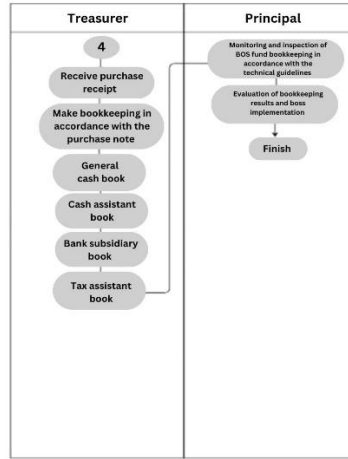 Treasurer
4
Receive purchase
receipt
Make bookkeeping in
accordance with the
purchase note
General
cash book
Cash assistant
book
Bank subsidiary
book
Tax assistant
book
Principal
Monitoring and inspection of
BOS fund bookkeeping in
accordance with the
technical guidelines
Evaluation of bookkeeping
results and boss
implementation
Finish